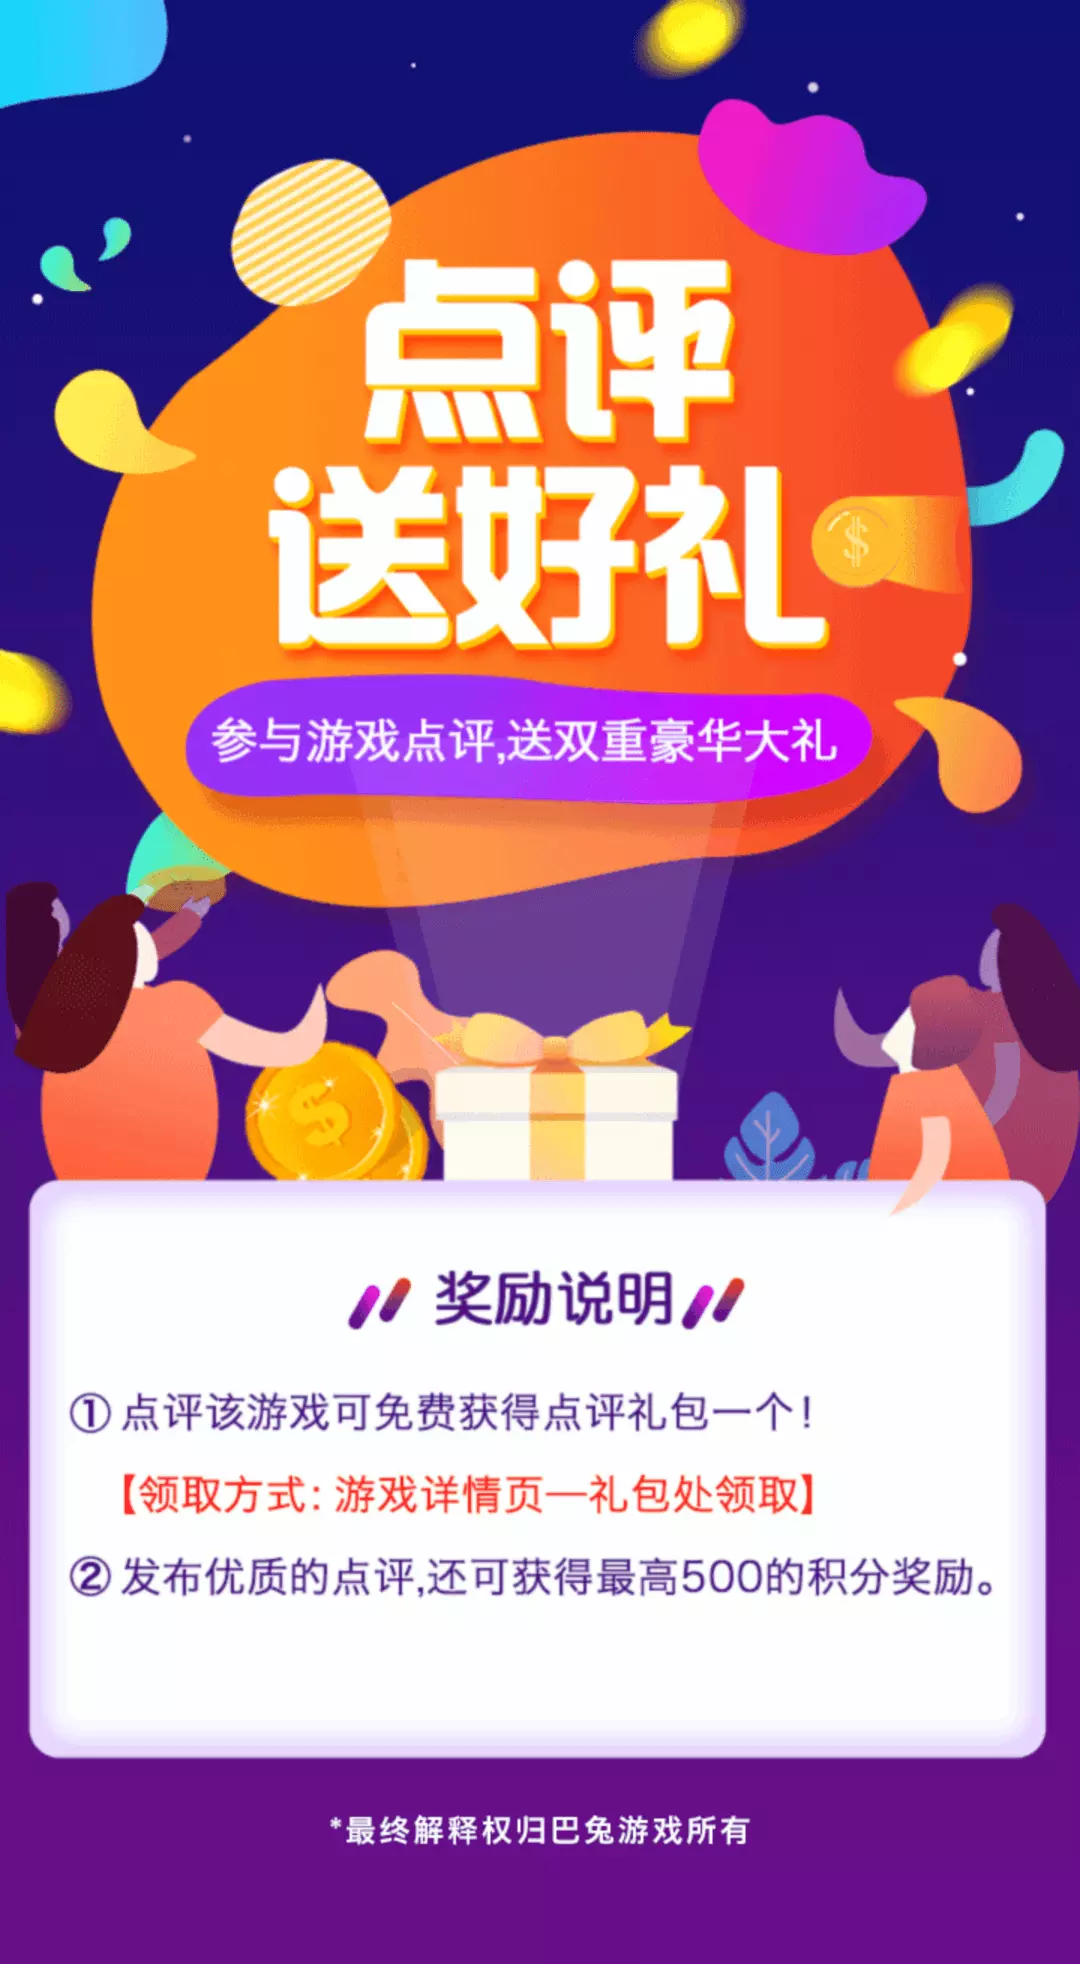 点评
送好礼
参与游戏点评,送双重豪华大礼
奖励说明
① 点评该游戏可免费获得点评礼包一个！
【领取方式：游戏详情页—礼包处领取】
② 发布优质的点评,还可获得最高500的积分奖励。
*最终解释权归巴兔游戏所有